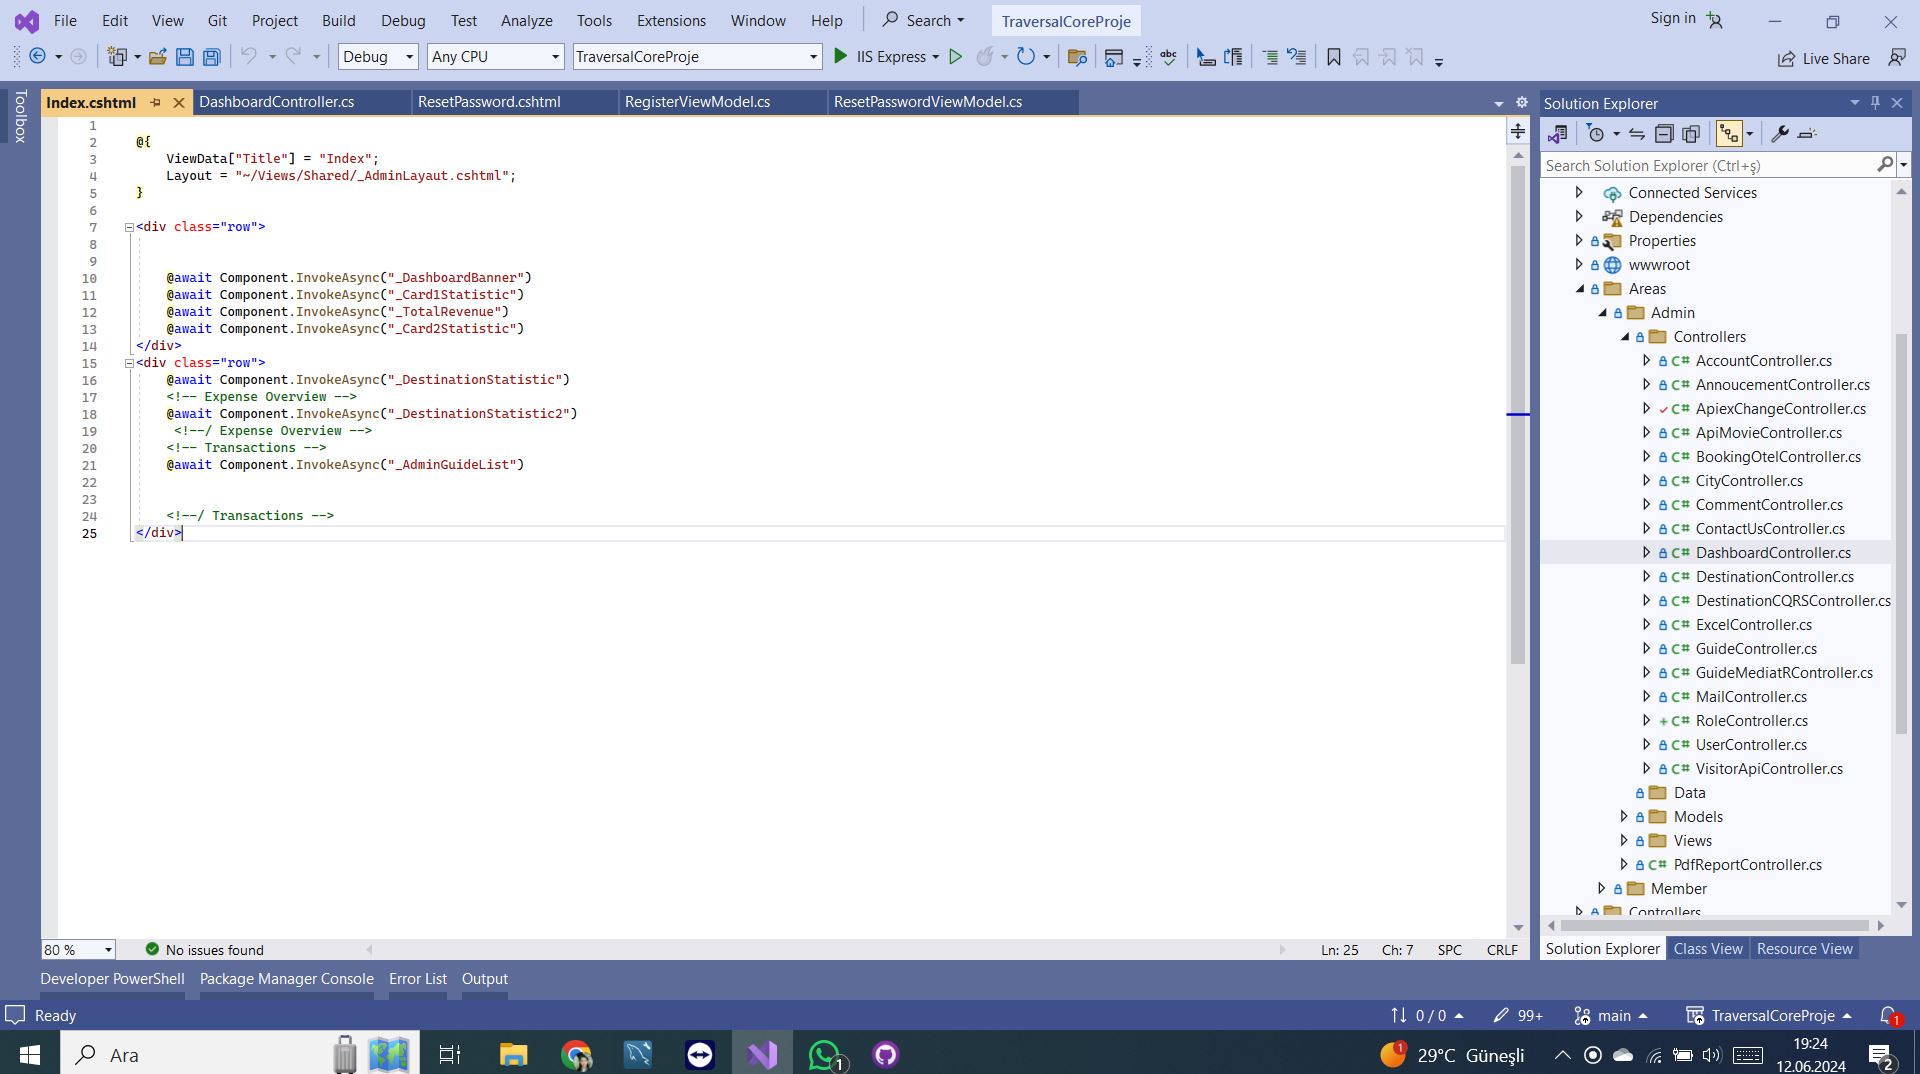 File Edit View Git Project Build Debug Test Analyze Tools Extensions Window Help Search TraversalCoreProje Sign in
Debug Any CPU TraversalCoreProje IIS Express Live Share
Toolbox
Index.cshtml DashboardController.cs ResetPassword.cshtml RegisterViewModel.cs ResetPasswordViewModel.cs
1
2 @{
3 ViewData["Title"] = "Index";
4 Layout = "~/Views/Shared/_AdminLayaut.cshtml";
5 }
6
7 <div class="row">
8
9
10 @await Component.InvokeAsync("_DashboardBanner")
11 @await Component.InvokeAsync("_Card1Statistic")
12 @await Component.InvokeAsync("_TotalRevenue")
13 @await Component.InvokeAsync("_Card2Statistic")
14 </div>
15 <div class="row">
16 @await Component.InvokeAsync("_DestinationStatistic")
17 <!-- Expense Overview -->
18 @await Component.InvokeAsync("_DestinationStatistic2")
19 <!--/ Expense Overview -->
20 <!-- Transactions -->
21 @await Component.InvokeAsync("_AdminGuideList")
22
23
24 <!--/ Transactions -->
25 </div>
80 % No issues found Ln: 25 Ch: 7 SPC CRLF
Solution Explorer
Search Solution Explorer (Ctrl+ş)
Connected Services
Dependencies
Properties
wwwroot
Areas
Admin
Controllers
C# AccountController.cs
C# AnnoucementController.cs
C# ApiexChangeController.cs
C# ApiMovieController.cs
C# BookingOtelController.cs
C# CityController.cs
C# CommentController.cs
C# ContactUsController.cs
C# DashboardController.cs
C# DestinationController.cs
C# DestinationCQRSController.cs
C# ExcelController.cs
C# GuideController.cs
C# GuideMediatRController.cs
C# MailController.cs
C# RoleController.cs
C# UserController.cs
C# VisitorApiController.cs
Data
Models
Views
C# PdfReportController.cs
Member
Controllers
Solution Explorer Class View Resource View
Developer PowerShell Package Manager Console Error List Output
Ready 0 / 0 99+ main TraversalCoreProje 1
Ara 1 1 29°C Güneşli 19:24 2
12.06.2024